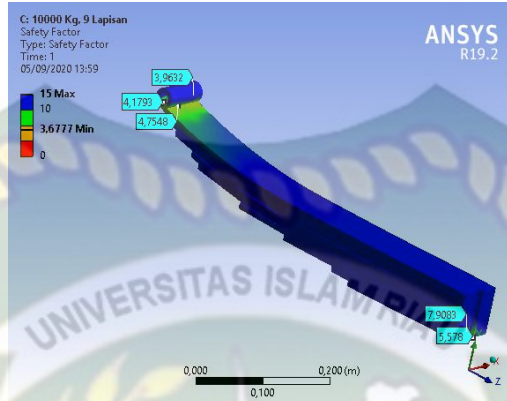 C: 10000 Kg, 9 Lapisan
Safety Factor
Type: Safety Factor
Time: 1
05/09/2020 13:59
ANSYS
R19.2
15 Max
10
3,6777 Min
0
3,9632
4,1793
4,7548
7,9083
5,578
UNIVERSITAS ISLAM RIAU
0,000
0,200 (m)
0,100
X
Z